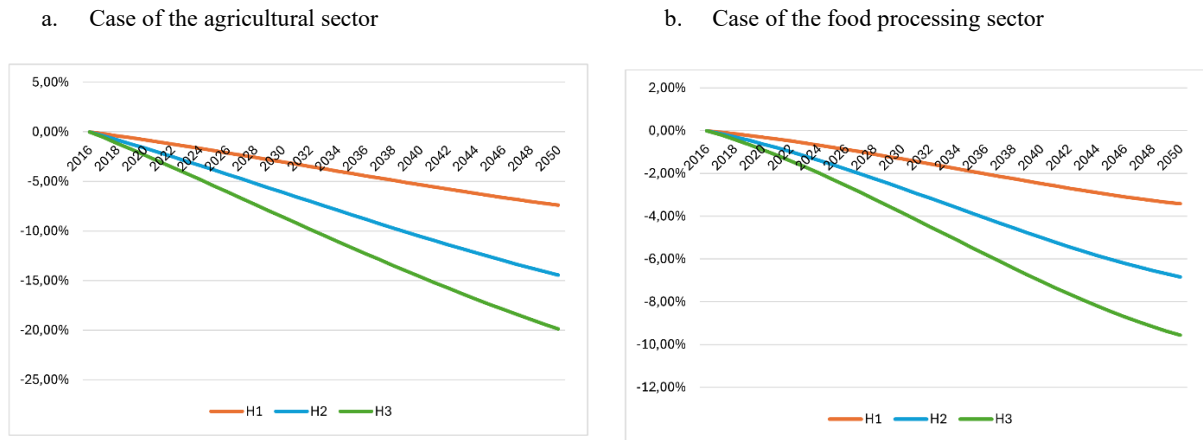 a. Case of the agricultural sector
5,00%
0,00%
-5,00%
-10,00%
-15,00%
-20,00%
-25,00%
2016 2018 2020 2022 2024 2026 2028 2030 2032 2034 2036 2038 2040 2042 2044 2046 2048 2050
H1 H2 H3
b. Case of the food processing sector
2,00%
0,00%
-2,00%
-4,00%
-6,00%
-8,00%
-10,00%
-12,00%
2016 2018 2020 2022 2024 2026 2028 2030 2032 2034 2036 2038 2040 2042 2044 2046 2048 2050
H1 H2 H3